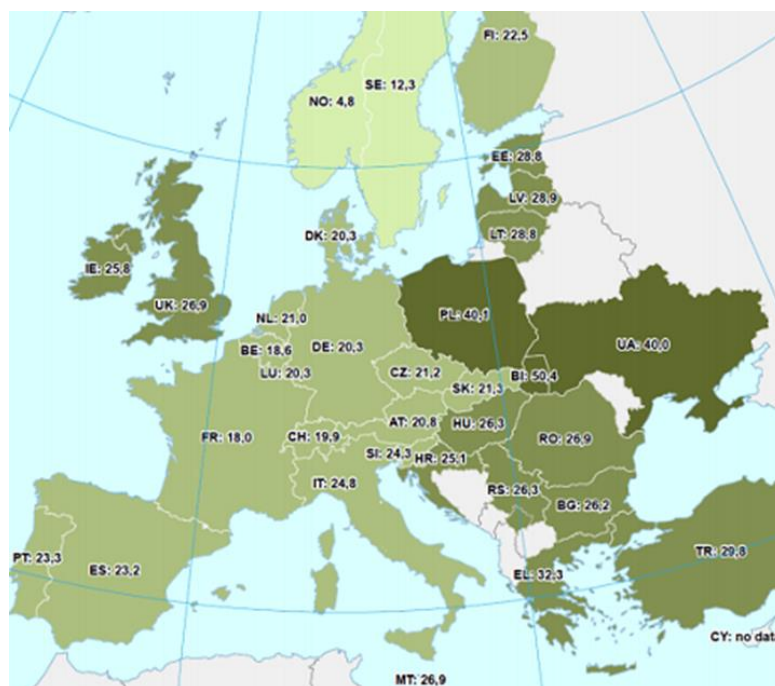 FI: 22,5
SE: 12,3
NO: 4,8
EE: 28,8
LV: 28,9
LT: 28,8
DK: 20,3
IE: 25,8
UK: 26,9
PL: 40,1
NL: 21,0
UA: 40,0
BE: 18,6
DE: 20,3
LU: 20,3
CZ: 21,2
SK: 21,3
BI: 50,4
AT: 20,8
HU: 26,3
FR: 18,0
CH: 19,9
RO: 26,9
SI: 24,3
HR: 25,1
IT: 24,8
RS: 26,3
BG: 26,2
PT: 23,3
ES: 23,2
TR: 29,8
EL: 32,3
CY: no data
MT: 26,9